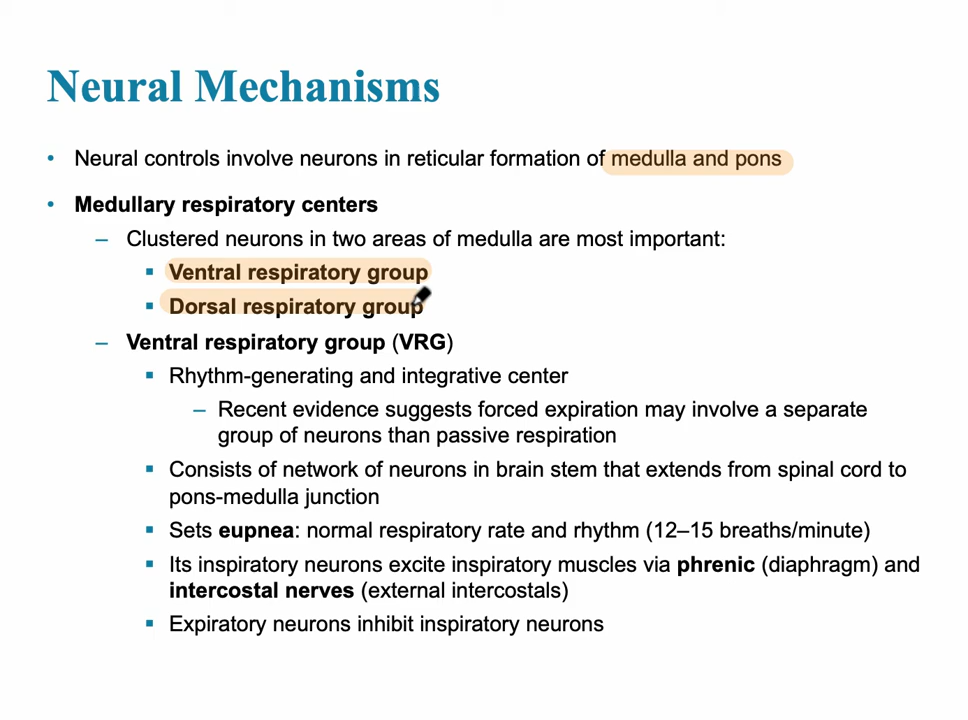 Neural Mechanisms
• Neural controls involve neurons in reticular formation of medulla and pons
• Medullary respiratory centers
– Clustered neurons in two areas of medulla are most important:
▪ Ventral respiratory group
▪ Dorsal respiratory group
– Ventral respiratory group (VRG)
▪ Rhythm-generating and integrative center
– Recent evidence suggests forced expiration may involve a separate
group of neurons than passive respiration
▪ Consists of network of neurons in brain stem that extends from spinal cord to
pons-medulla junction
▪ Sets eupnea: normal respiratory rate and rhythm (12–15 breaths/minute)
▪ Its inspiratory neurons excite inspiratory muscles via phrenic (diaphragm) and
intercostal nerves (external intercostals)
▪ Expiratory neurons inhibit inspiratory neurons